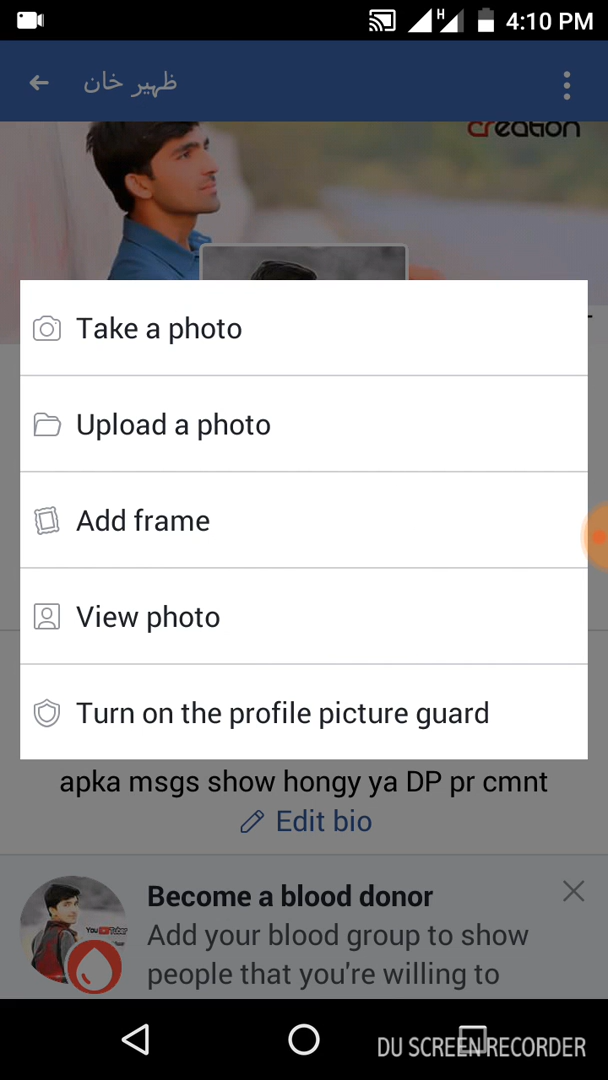 H 4:10 PM
ظہیر خان
creation
Take a photo
Upload a photo
Add frame
View photo
Turn on the profile picture guard
apka msgs show hongy ya DP pr cmnt
Edit bio
Become a blood donor
Add your blood group to show
people that you're willing to
YouTuber
DU SCREEN RECORDER